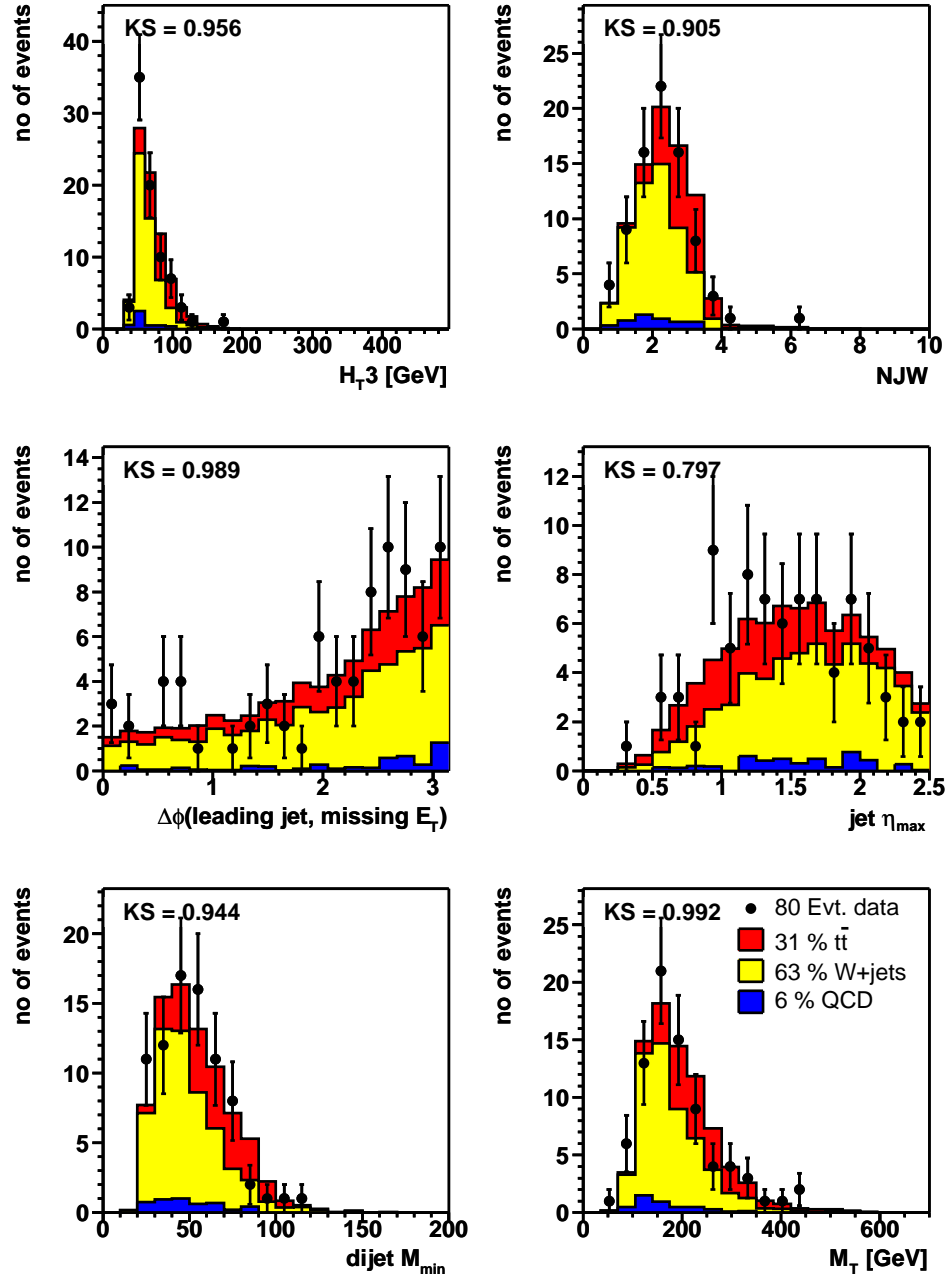 KS = 0.956
no of events
40
30
20
10
0
0 100 200 300 400
H_T3 [GeV]
KS = 0.905
no of events
25
20
15
10
5
0
0 2 4 6 8 10
NJW
KS = 0.989
no of events
14
12
10
8
6
4
2
0
0 1 2 3
Δϕ(leading jet, missing E_T)
KS = 0.797
no of events
12
10
8
6
4
2
0
0 0.5 1 1.5 2 2.5
jet η_max
KS = 0.944
no of events
20
15
10
5
0
0 50 100 150 200
dijet M_min
KS = 0.992
no of events
25
20
15
10
5
0
0 200 400 600
M_T [GeV]
80 Evt. data
31 % tt̄
63 % W+jets
6 % QCD